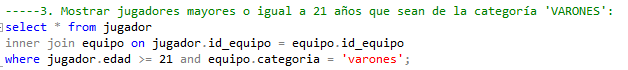 -----3. Mostrar jugadores mayores o igual a 21 años que sean de la categoría 'VARONES':
select * from jugador
inner join equipo on jugador.id_equipo = equipo.id_equipo
where jugador.edad >= 21 and equipo.categoria = 'varones';